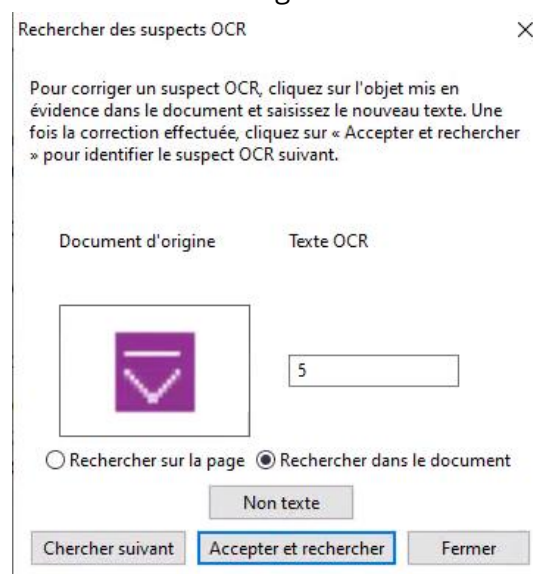 Rechercher des suspects OCR
Pour corriger un suspect OCR, cliquez sur l'objet mis en
évidence dans le document et saisissez le nouveau texte. Une
fois la correction effectuée, cliquez sur « Accepter et rechercher
» pour identifier le suspect OCR suivant.
Document d'origine Texte OCR
5
Rechercher sur la page Rechercher dans le document
Non texte
Chercher suivant Accepter et rechercher Fermer